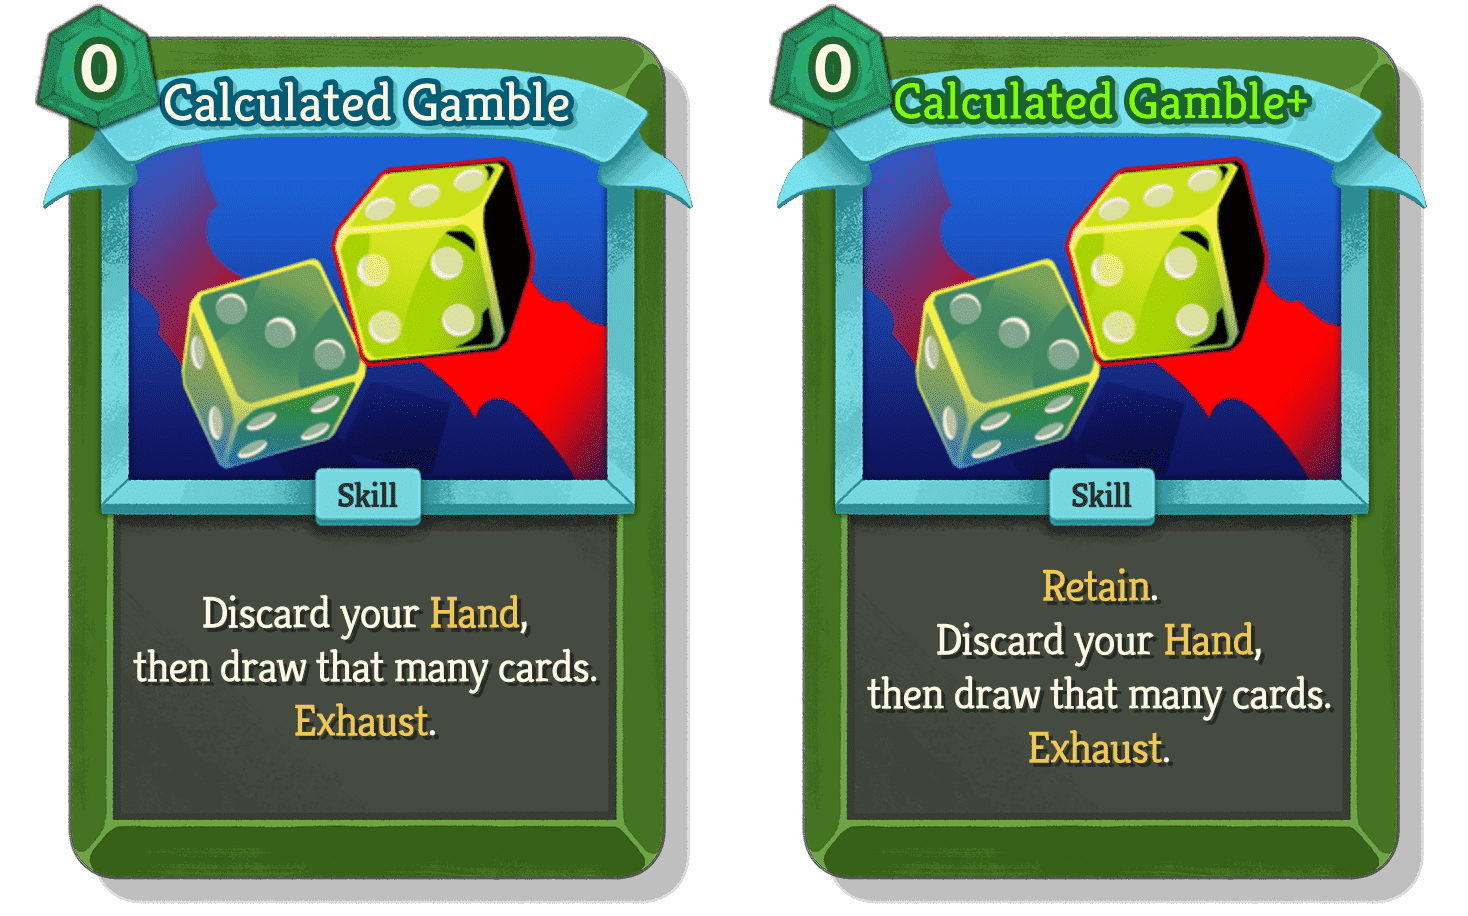 0
Calculated Gamble
Skill
Discard your Hand,
then draw that many cards.
Exhaust.
0
Calculated Gamble+
Skill
Retain.
Discard your Hand,
then draw that many cards.
Exhaust.